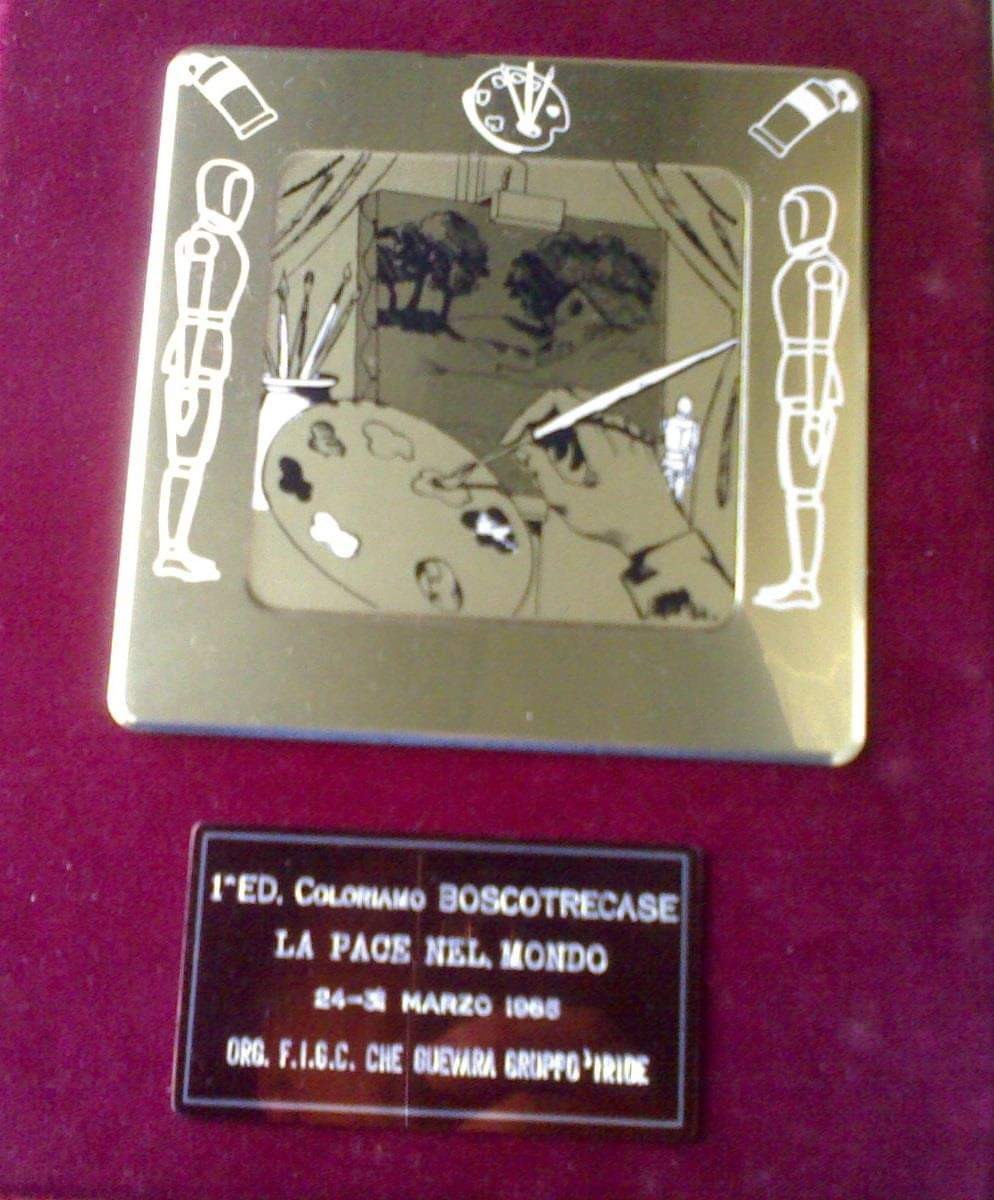 1^ED. COLORIAMO BOSCOTRECASE
LA PACE NEL MONDO
24-31 MARZO 1985
ORG. F.I.G.C. CHE GUEVARA GRUPPO 'IRIDE